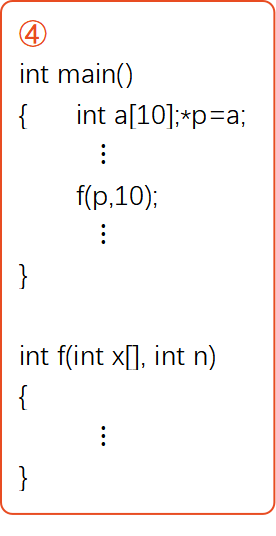 ④
int main()
{ int a[10];*p=a;
⋮
f(p,10);
⋮
}
int f(int x[], int n)
{
⋮
}